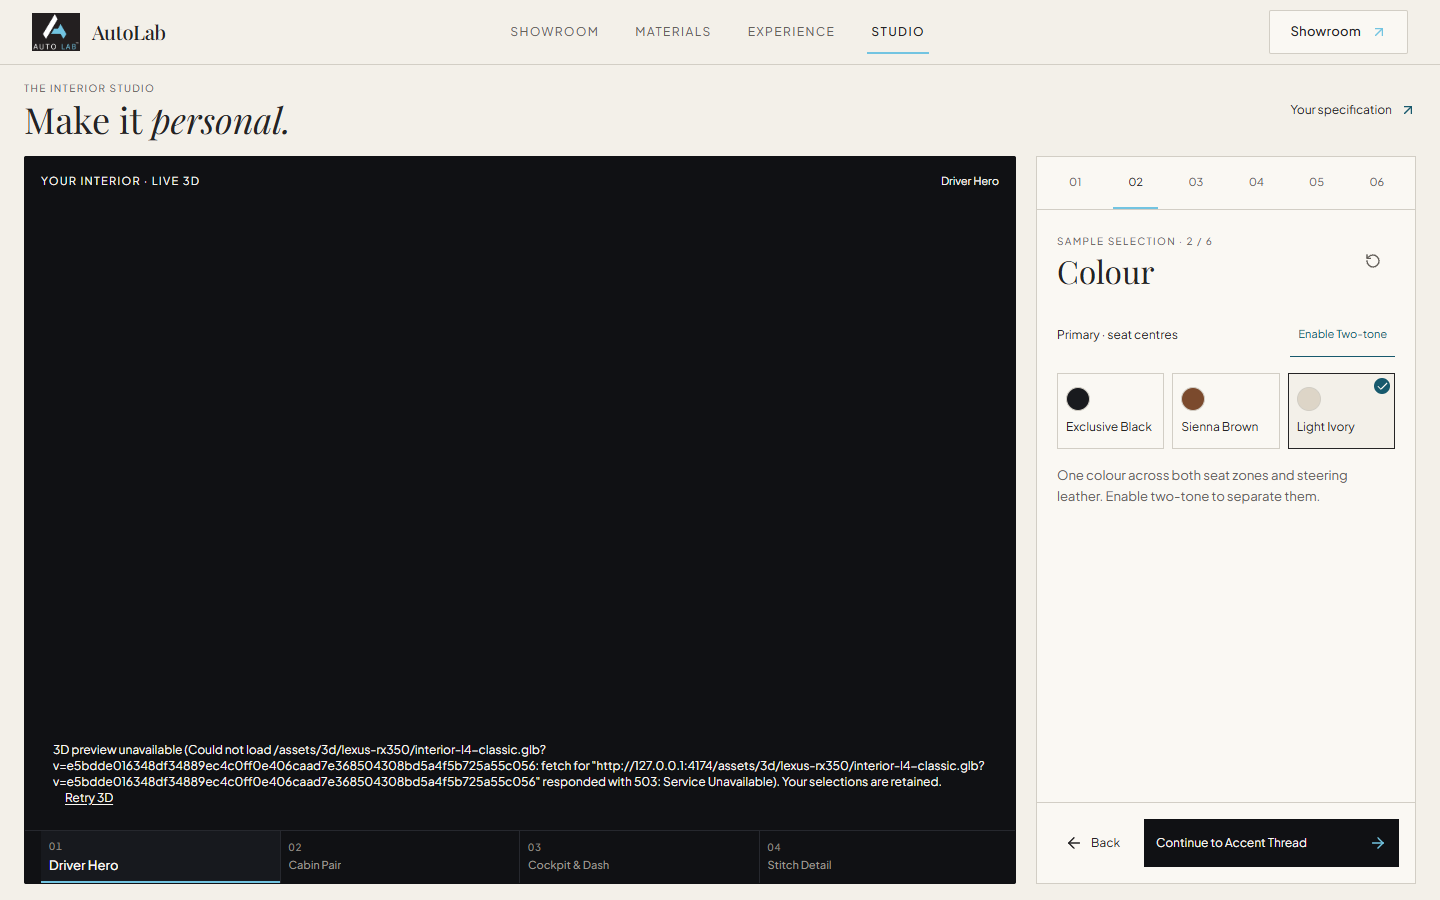 AUTO LAB
AutoLab
SHOWROOM
MATERIALS
EXPERIENCE
STUDIO
Showroom
THE INTERIOR STUDIO
Make it personal.
Your specification
YOUR INTERIOR · LIVE 3D
Driver Hero
3D preview unavailable (Could not load /assets/3d/lexus-rx350/interior-l4-classic.glb?
v=e5bdde016348df34889ec4c0ff0e406caad7e368504308bd5a4f5b725a55c056: fetch for "http://127.0.0.1:4174/assets/3d/lexus-rx350/interior-l4-classic.glb?
v=e5bdde016348df34889ec4c0ff0e406caad7e368504308bd5a4f5b725a55c056" responded with 503: Service Unavailable). Your selections are retained.
Retry 3D
01
Driver Hero
02
Cabin Pair
03
Cockpit & Dash
04
Stitch Detail
01
02
03
04
05
06
SAMPLE SELECTION · 2 / 6
Colour
Primary · seat centres
Enable Two-tone
Exclusive Black
Sienna Brown
Light Ivory
One colour across both seat zones and steering
leather. Enable two-tone to separate them.
Back
Continue to Accent Thread